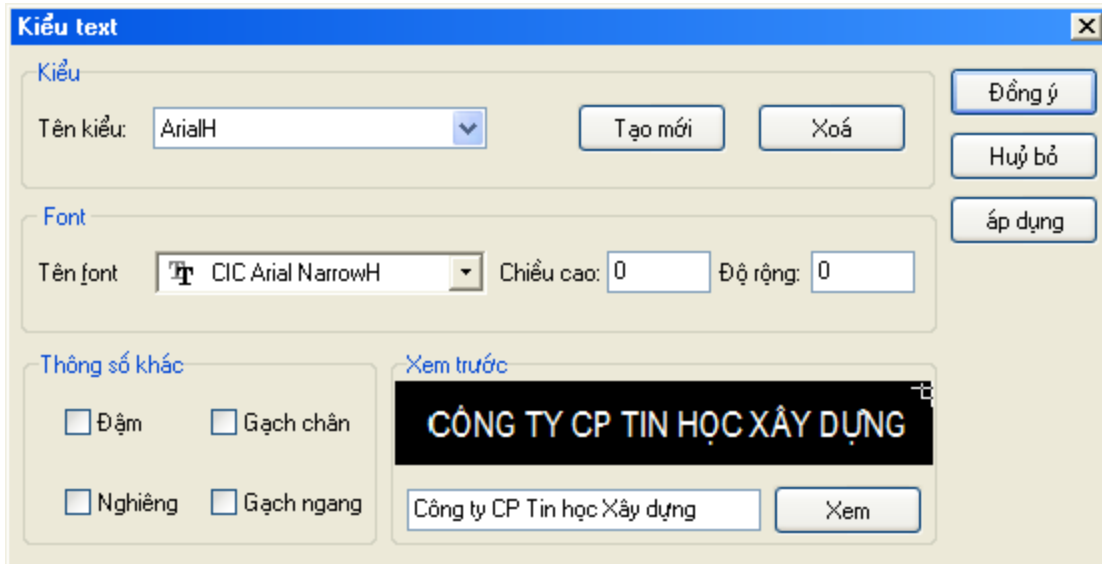 Kiểu text
Kiểu
Tên kiểu: ArialH Tạo mới Xoá
Đồng ý
Huỷ bỏ
áp dụng
Font
Tên font CIC Arial NarrowH Chiều cao: 0 Độ rộng: 0
Thông số khác
Đậm Gạch chân
Nghiêng Gạch ngang
Xem trước
CÔNG TY CP TIN HỌC XÂY DỰNG
Công ty CP Tin học Xây dựng Xem